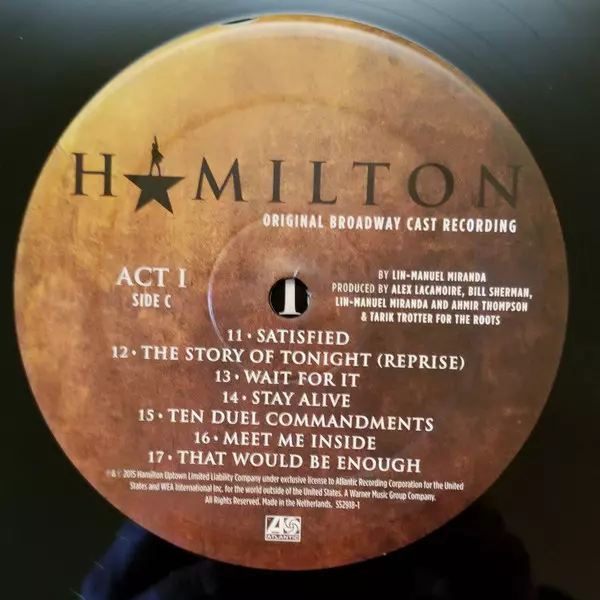 HAMILTON
ORIGINAL BROADWAY CAST RECORDING
ACT I
SIDE C
BY LIN-MANUEL MIRANDA
PRODUCED BY ALEX LACAMOIRE, BILL SHERMAN,
LIN-MANUEL MIRANDA AND AHMIR THOMPSON
& TARIK TROTTER FOR THE ROOTS
I
11 • SATISFIED
12 • THE STORY OF TONIGHT (REPRISE)
13 • WAIT FOR IT
14 • STAY ALIVE
15 • TEN DUEL COMMANDMENTS
16 • MEET ME INSIDE
17 • THAT WOULD BE ENOUGH
℗ & © 2015 Hamilton Uptown Limited Liability Company under exclusive license to Atlantic Recording Corporation for the United
States and WEA International Inc. for the world outside of the United States. A Warner Music Group Company.
All Rights Reserved. Made in the Netherlands. 552918-1
ATLANTIC